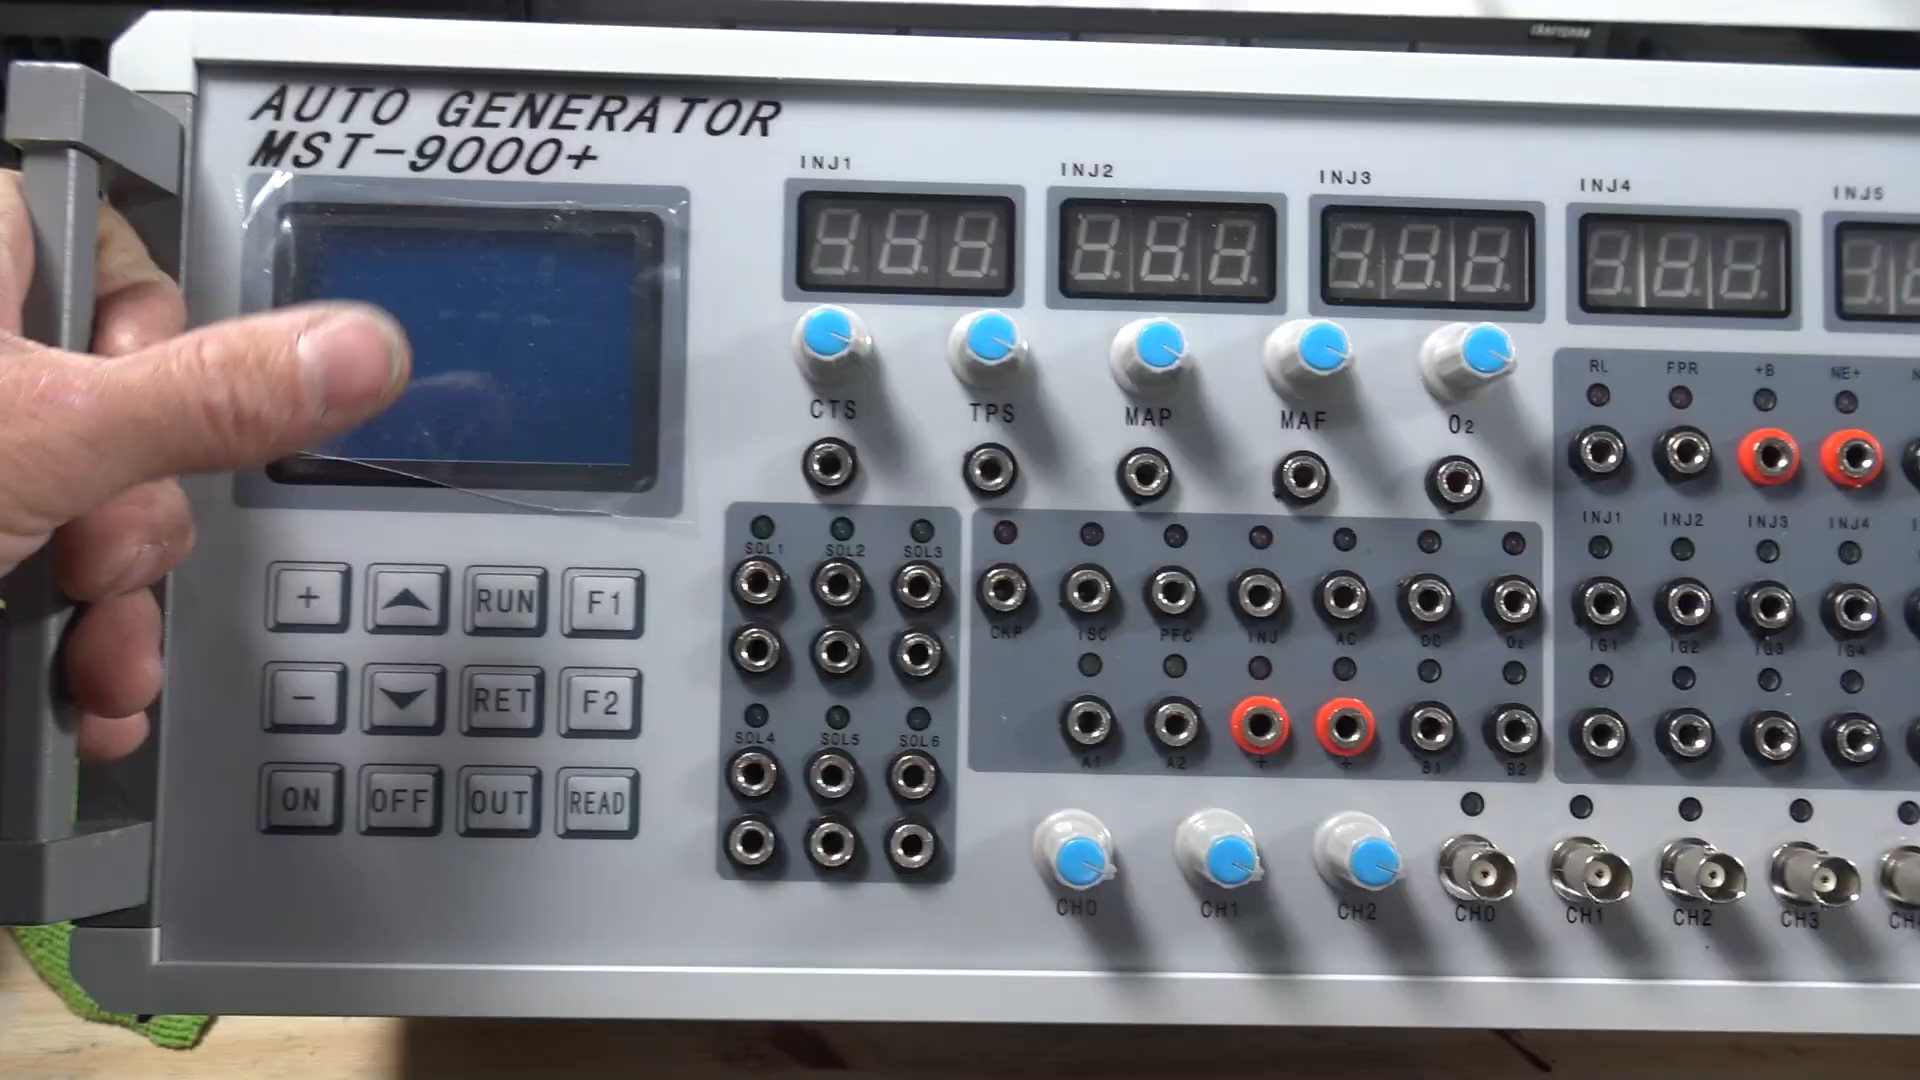 CRAFTSMAN
AUTO GENERATOR
MST-9000+
INJ1 INJ2 INJ3 INJ4 INJ5
CTS TPS MAP MAF O2
RL FPR +B NE+
SOL1 SOL2 SOL3
INJ1 INJ2 INJ3 INJ4
+ RUN F1
CKP ISC PFC INJ AC DC O2
IG1 IG2 IG3 IG4
- RET F2
SOL4 SOL5 SOL6
A1 A2 + + B1 B2
ON OFF OUT READ
CH0 CH1 CH2 CH0 CH1 CH2 CH3